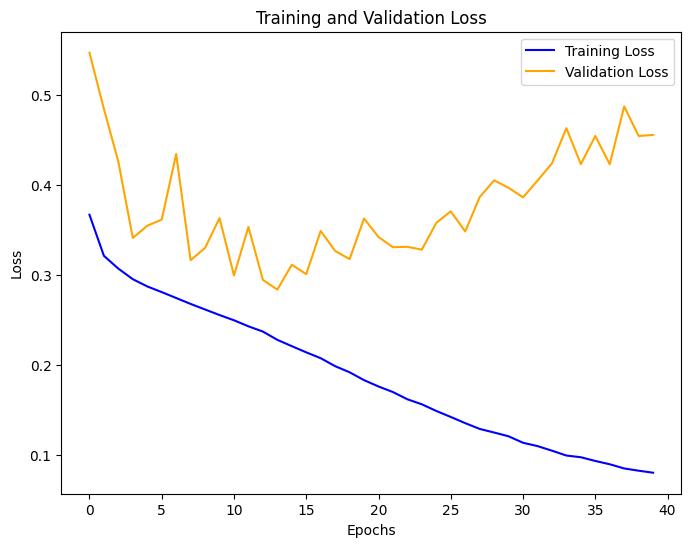 Training and Validation Loss
Training Loss
Validation Loss
0.5
0.4
0.3
0.2
0.1
Loss
0 5 10 15 20 25 30 35 40
Epochs